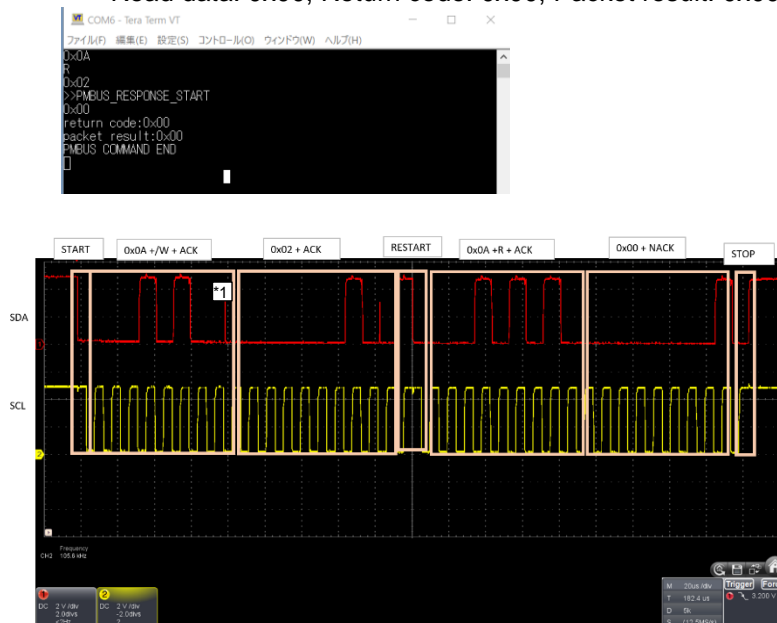 Read data: 0x00, Return code: 0x00, Packet result: 0x00
COM6 - Tera Term VT
ファイル(F) 編集(E) 設定(S) コントロール(O) ウィンドウ(W) ヘルプ(H)
0x0A
R
0x02
>>PMBUS_RESPONSE_START
0x00
return code:0x00
packet result:0x00
PMBUS COMMAND END
START 0x0A +/W + ACK 0x02 + ACK RESTART 0x0A +R + ACK 0x00 + NACK STOP
*1
SDA
SCL
Frequency
CH2 105.6 kHz
DC 2 V /div
2.0divs
DC 2 V /div
-2.0divs
M 20us /div
T 182.4 us
D 5k
S (12.5MS/s)
Trigger
3.200 V